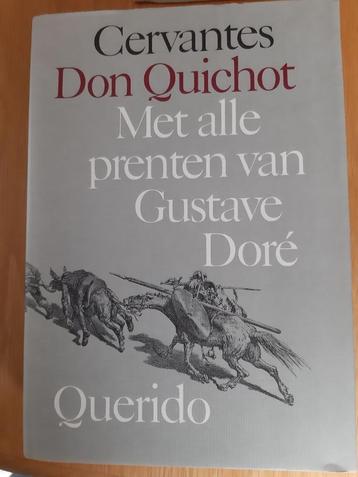 Cervantes
Don Quichot
Met alle
prenten van
Gustave
Doré
Querido